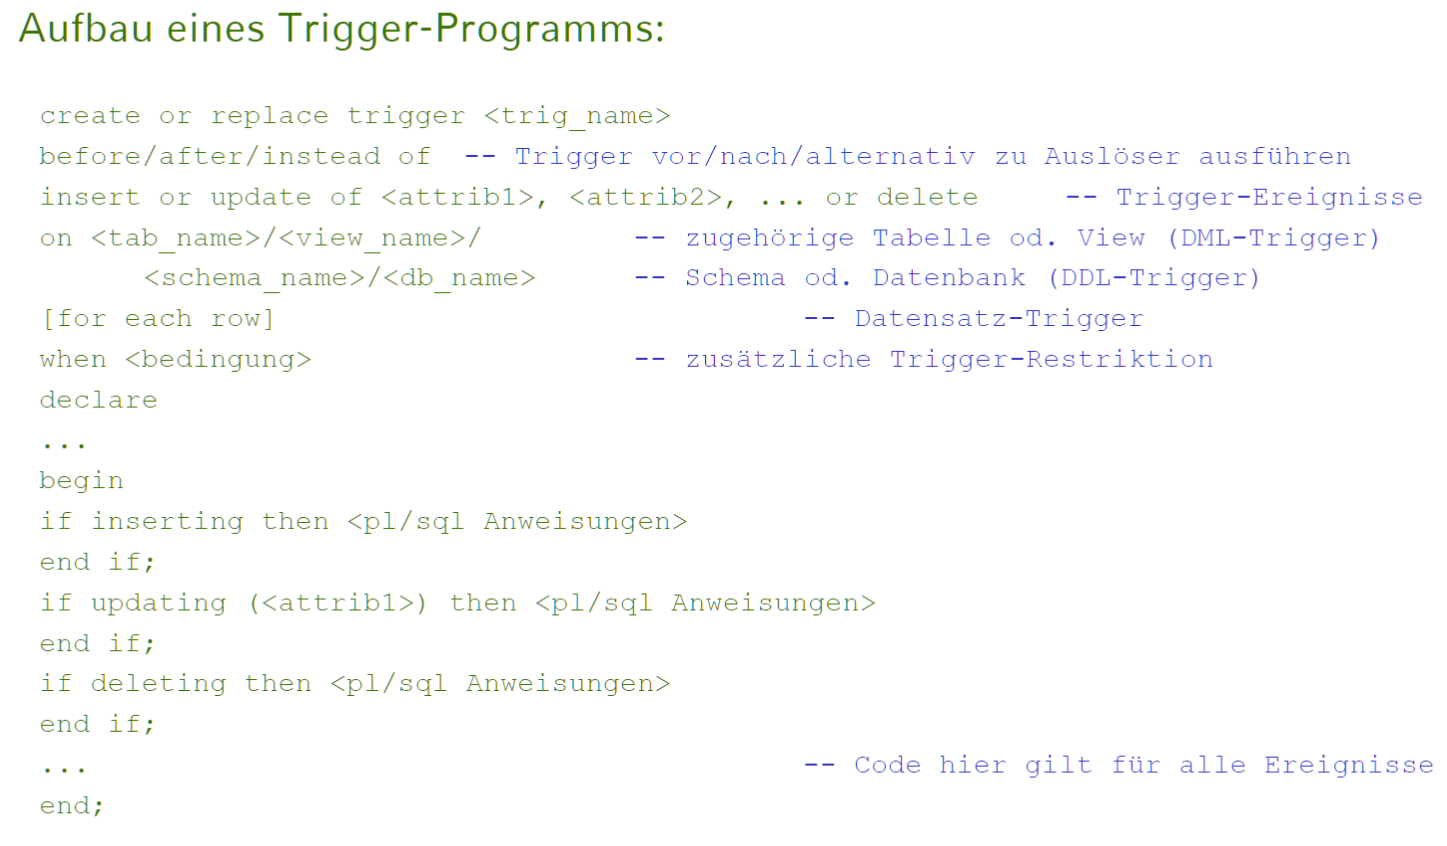 Aufbau eines Trigger-Programms:
create or replace trigger <trig_name>
before/after/instead of -- Trigger vor/nach/alternativ zu Auslöser ausführen
insert or update of <attrib1>, <attrib2>, ... or delete -- Trigger-Ereignisse
on <tab_name>/<view_name>/ -- zugehörige Tabelle od. View (DML-Trigger)
<schema_name>/<db_name> -- Schema od. Datenbank (DDL-Trigger)
[for each row] -- Datensatz-Trigger
when <bedingung> -- zusätzliche Trigger-Restriktion
declare
...
begin
if inserting then <pl/sql Anweisungen>
end if;
if updating (<attrib1>) then <pl/sql Anweisungen>
end if;
if deleting then <pl/sql Anweisungen>
end if;
... -- Code hier gilt für alle Ereignisse
end;